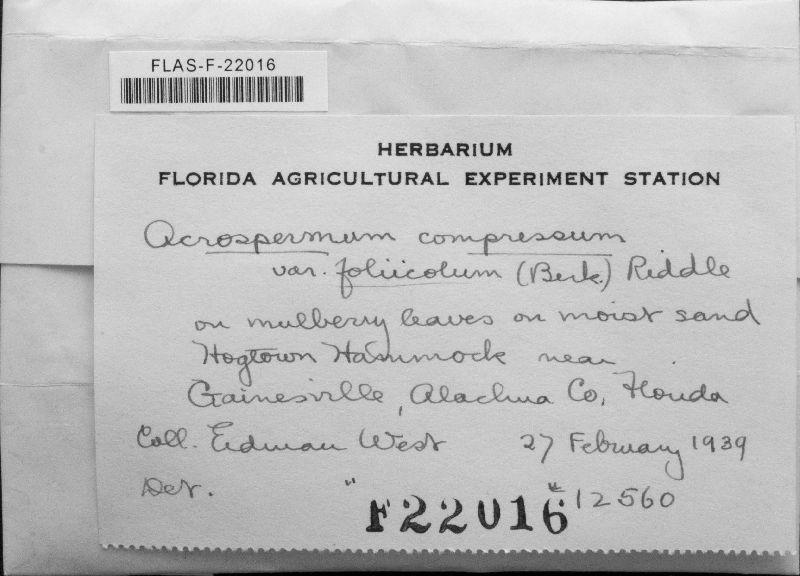 FLAS-F-22016
HERBARIUM
FLORIDA AGRICULTURAL EXPERIMENT STATION
Acrospermum compressum
var. foliicolum (Berk.) Riddle
on mulberry leaves on moist sand
Hogtown Hammock near
Gainesville, Alachua Co, Florida
Coll. Erdman West 27 February 1939
Det. " " 12560
F22016